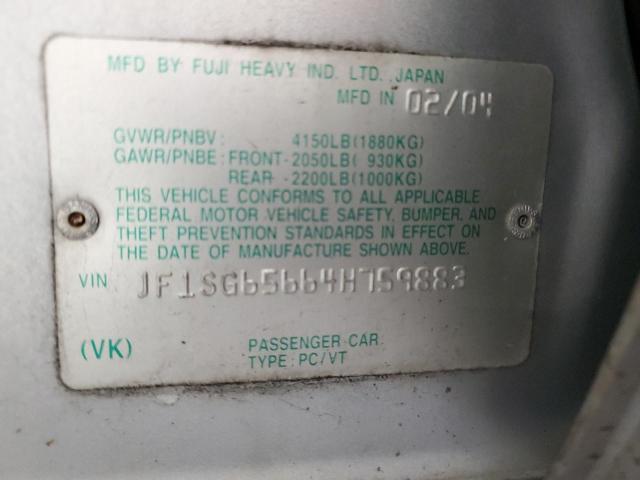 MFD BY FUJI HEAVY IND. LTD. JAPAN
MFD IN 02/04
GVWR/PNBV: 4150LB(1880KG)
GAWR/PNBE: FRONT-2050LB( 930KG)
REAR -2200LB(1000KG)
THIS VEHICLE CONFORMS TO ALL APPLICABLE
FEDERAL MOTOR VEHICLE SAFETY, BUMPER, AND
THEFT PREVENTION STANDARDS IN EFFECT ON
THE DATE OF MANUFACTURE SHOWN ABOVE.
VIN JF1SG65664H759883
(VK) PASSENGER CAR
TYPE: PC/VT